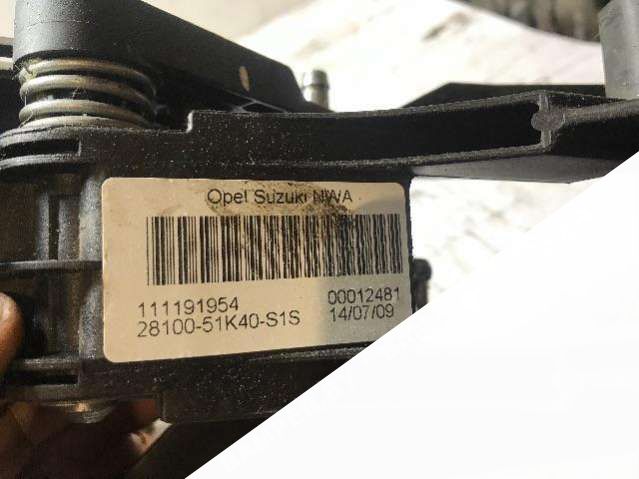 Opel Suzuki NWA
111191954 00012481
28100-51K40-S1S 14/07/09